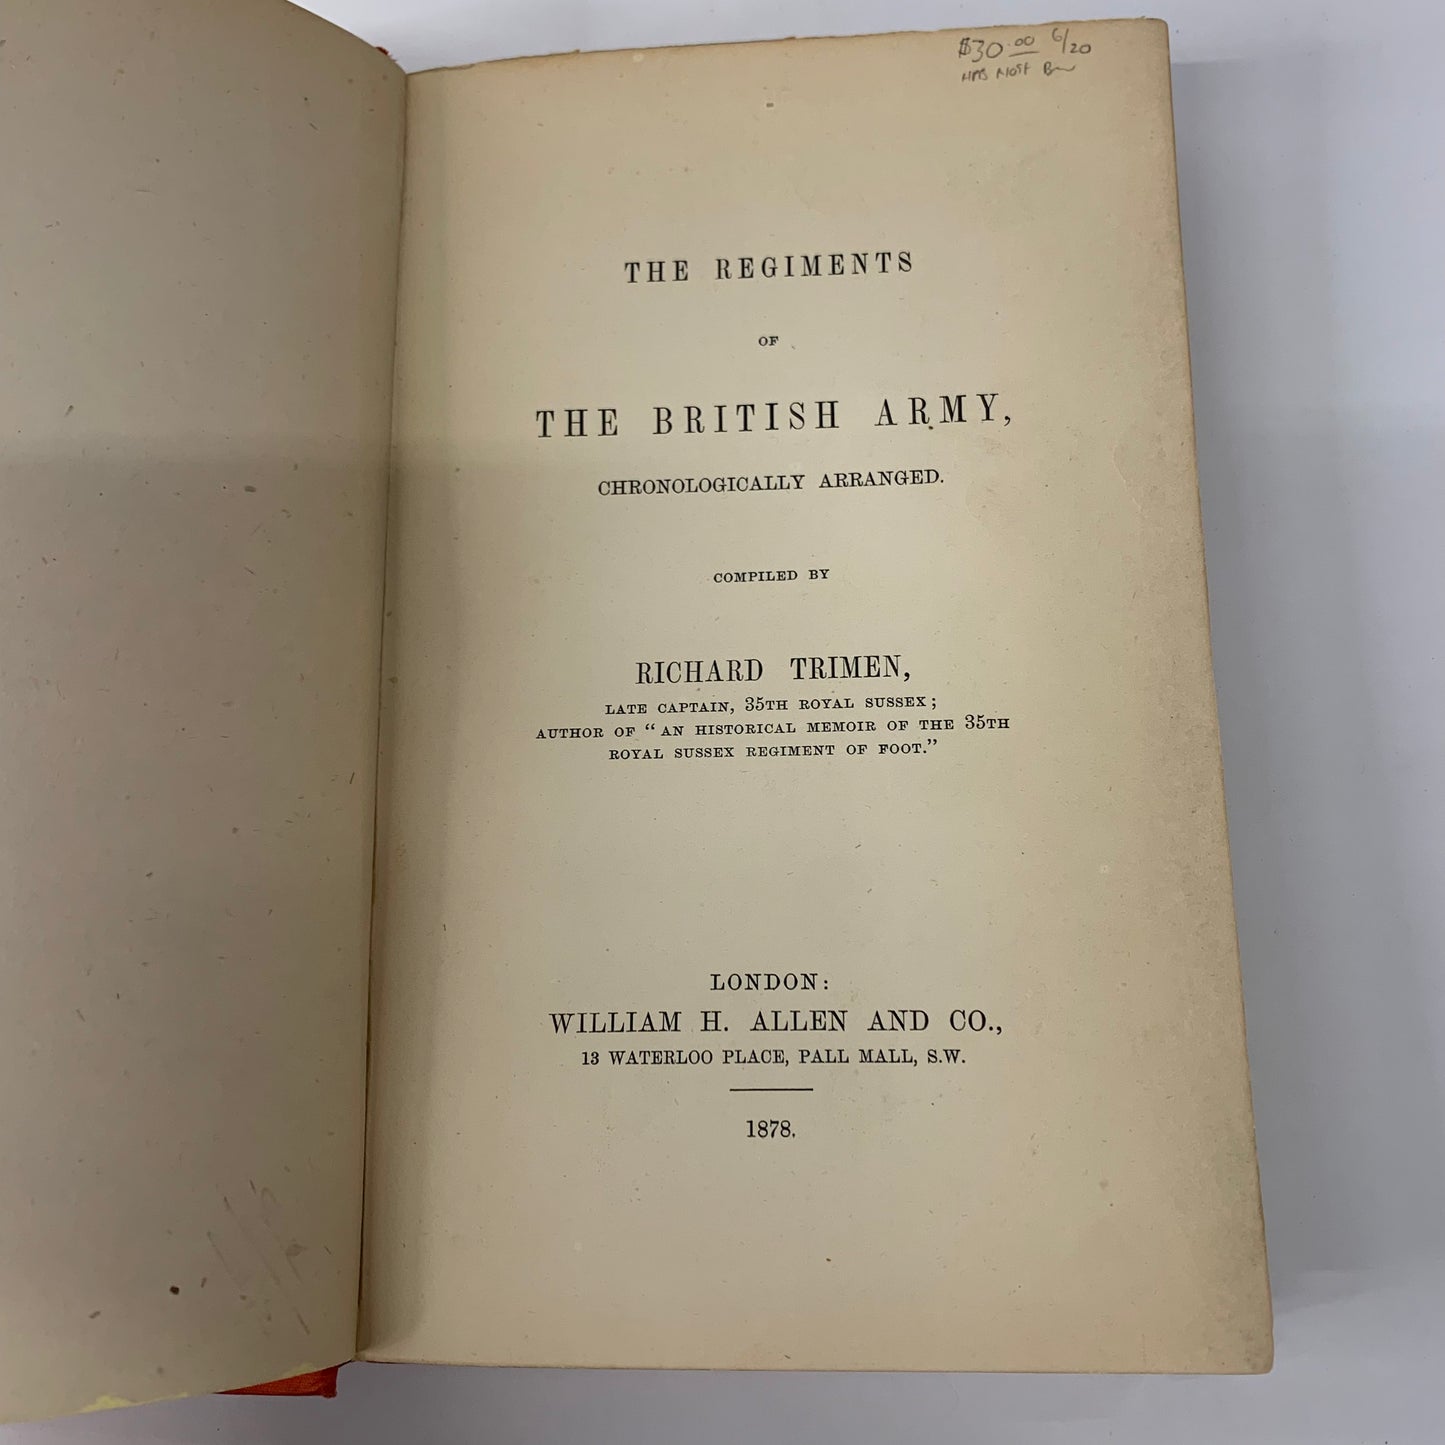 $30.00 6/20
THE REGIMENTS
OF
THE BRITISH ARMY,
CHRONOLOGICALLY ARRANGED.
COMPILED BY
RICHARD TRIMEN,
LATE CAPTAIN, 35TH ROYAL SUSSEX;
AUTHOR OF “AN HISTORICAL MEMOIR OF THE 35TH
ROYAL SUSSEX REGIMENT OF FOOT.”
LONDON:
WILLIAM H. ALLEN AND CO.,
13 WATERLOO PLACE, PALL MALL, S.W.
1878.